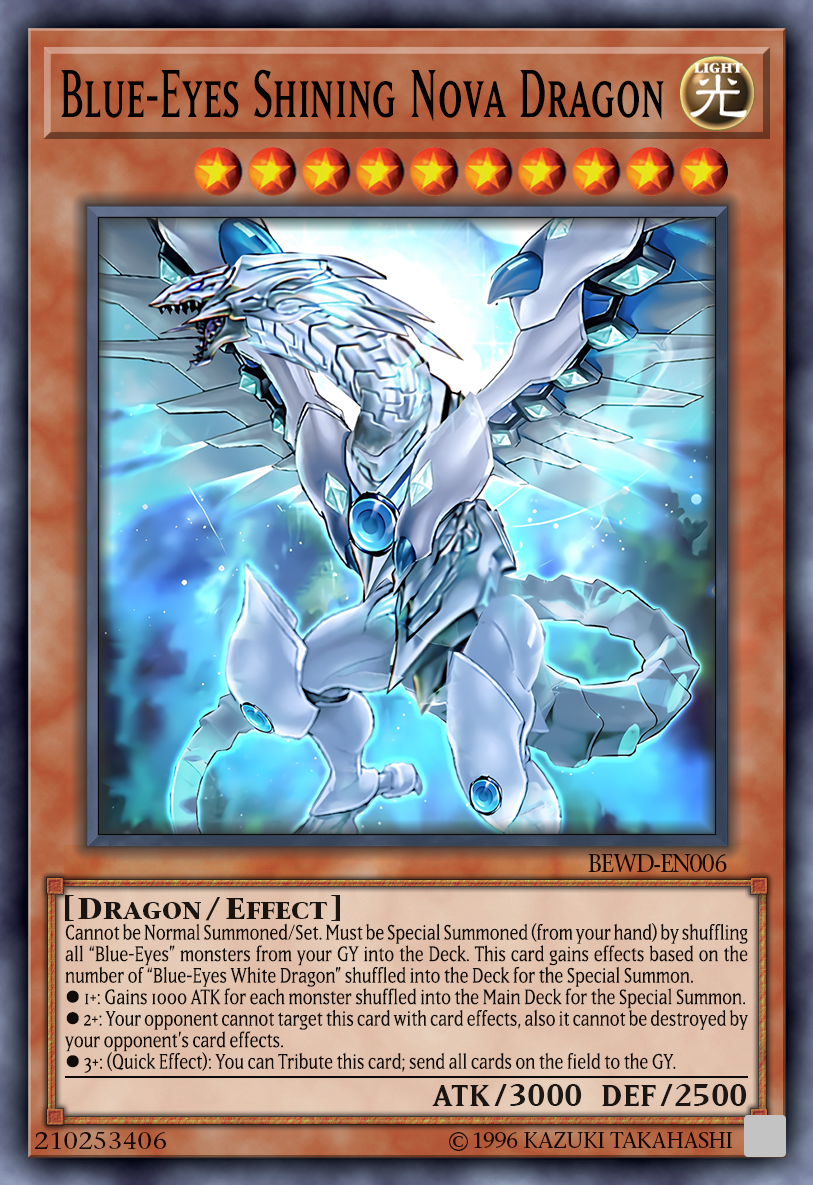 Blue-Eyes Shining Nova Dragon
LIGHT
光
BEWD-EN006
[Dragon/Effect]
Cannot be Normal Summoned/Set. Must be Special Summoned (from your hand) by shuffling
all “Blue-Eyes” monsters from your GY into the Deck. This card gains effects based on the
number of “Blue-Eyes White Dragon” shuffled into the Deck for the Special Summon.
● 1+: Gains 1000 ATK for each monster shuffled into the Main Deck for the Special Summon.
● 2+: Your opponent cannot target this card with card effects, also it cannot be destroyed by
your opponent’s card effects.
● 3+: (Quick Effect): You can Tribute this card; send all cards on the field to the GY.
ATK/3000 DEF/2500
210253406
© 1996 KAZUKI TAKAHASHI